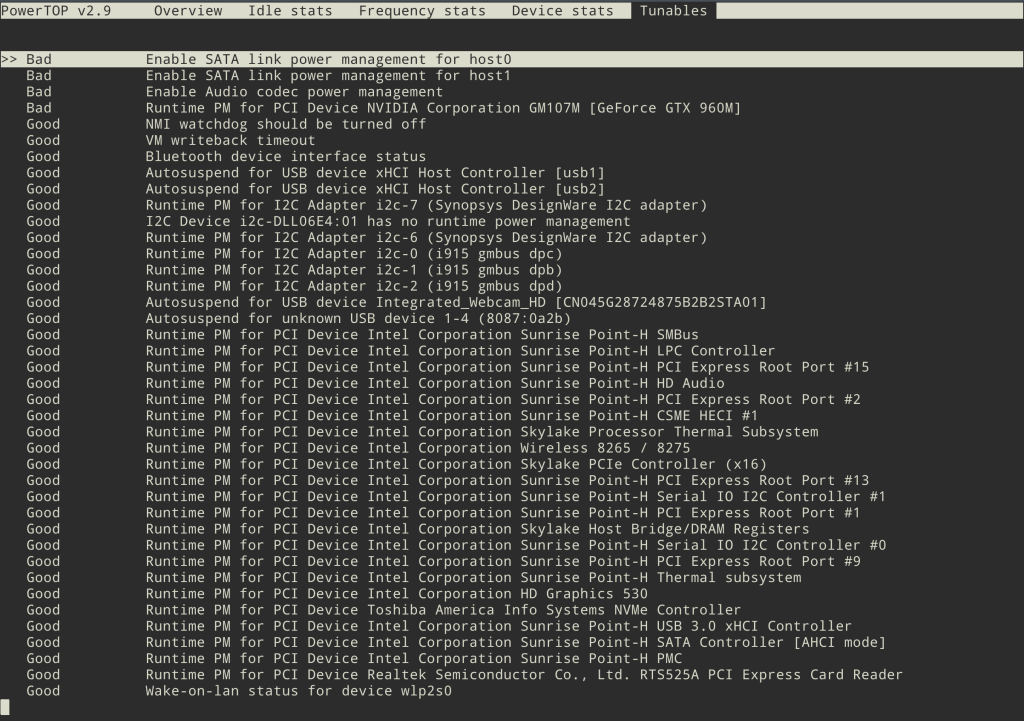 PowerTOP v2.9 Overview Idle stats Frequency stats Device stats Tunables
>> Bad Enable SATA link power management for host0
Bad Enable SATA link power management for host1
Bad Enable Audio codec power management
Bad Runtime PM for PCI Device NVIDIA Corporation GM107M [GeForce GTX 960M]
Good NMI watchdog should be turned off
Good VM writeback timeout
Good Bluetooth device interface status
Good Autosuspend for USB device xHCI Host Controller [usb1]
Good Autosuspend for USB device xHCI Host Controller [usb2]
Good Runtime PM for I2C Adapter i2c-7 (Synopsys DesignWare I2C adapter)
Good I2C Device i2c-DLL06E4:01 has no runtime power management
Good Runtime PM for I2C Adapter i2c-6 (Synopsys DesignWare I2C adapter)
Good Runtime PM for I2C Adapter i2c-0 (i915 gmbus dpc)
Good Runtime PM for I2C Adapter i2c-1 (i915 gmbus dpb)
Good Runtime PM for I2C Adapter i2c-2 (i915 gmbus dpd)
Good Autosuspend for USB device Integrated_Webcam_HD [CN045G28724875B2B2STA01]
Good Autosuspend for unknown USB device 1-4 (8087:0a2b)
Good Runtime PM for PCI Device Intel Corporation Sunrise Point-H SMBus
Good Runtime PM for PCI Device Intel Corporation Sunrise Point-H LPC Controller
Good Runtime PM for PCI Device Intel Corporation Sunrise Point-H PCI Express Root Port #15
Good Runtime PM for PCI Device Intel Corporation Sunrise Point-H HD Audio
Good Runtime PM for PCI Device Intel Corporation Sunrise Point-H PCI Express Root Port #2
Good Runtime PM for PCI Device Intel Corporation Sunrise Point-H CSME HECI #1
Good Runtime PM for PCI Device Intel Corporation Skylake Processor Thermal Subsystem
Good Runtime PM for PCI Device Intel Corporation Wireless 8265 / 8275
Good Runtime PM for PCI Device Intel Corporation Skylake PCIe Controller (x16)
Good Runtime PM for PCI Device Intel Corporation Sunrise Point-H PCI Express Root Port #13
Good Runtime PM for PCI Device Intel Corporation Sunrise Point-H Serial IO I2C Controller #1
Good Runtime PM for PCI Device Intel Corporation Sunrise Point-H PCI Express Root Port #1
Good Runtime PM for PCI Device Intel Corporation Skylake Host Bridge/DRAM Registers
Good Runtime PM for PCI Device Intel Corporation Sunrise Point-H Serial IO I2C Controller #0
Good Runtime PM for PCI Device Intel Corporation Sunrise Point-H PCI Express Root Port #9
Good Runtime PM for PCI Device Intel Corporation Sunrise Point-H Thermal subsystem
Good Runtime PM for PCI Device Intel Corporation HD Graphics 530
Good Runtime PM for PCI Device Toshiba America Info Systems NVMe Controller
Good Runtime PM for PCI Device Intel Corporation Sunrise Point-H USB 3.0 xHCI Controller
Good Runtime PM for PCI Device Intel Corporation Sunrise Point-H SATA Controller [AHCI mode]
Good Runtime PM for PCI Device Intel Corporation Sunrise Point-H PMC
Good Runtime PM for PCI Device Realtek Semiconductor Co., Ltd. RTS525A PCI Express Card Reader
Good Wake-on-lan status for device wlp2s0